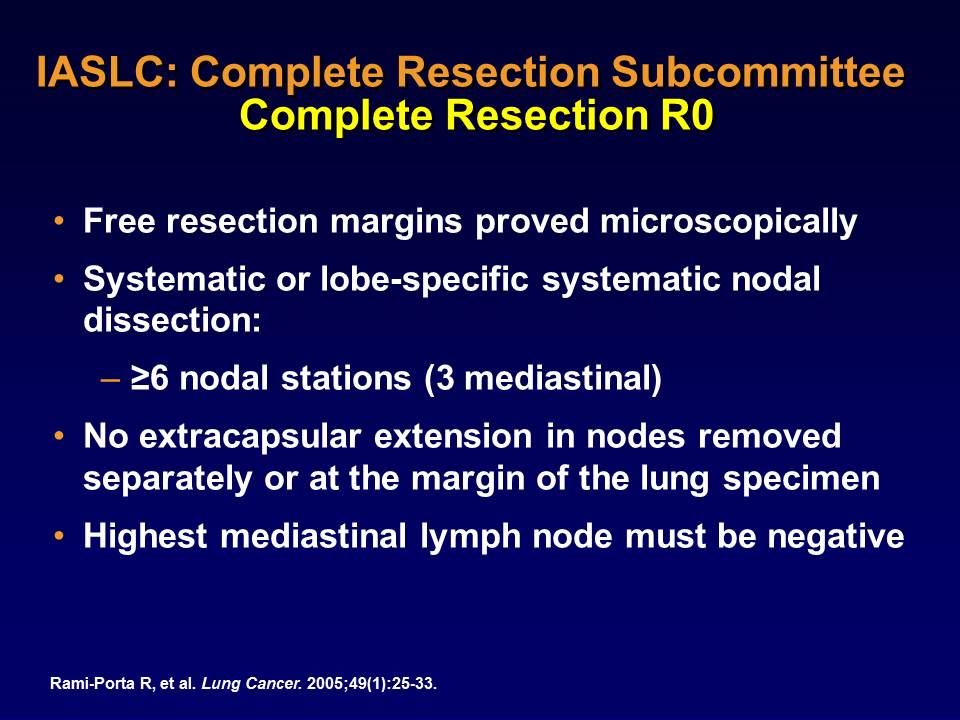 IASLC: Complete Resection Subcommittee
Complete Resection R0
• Free resection margins proved microscopically
• Systematic or lobe-specific systematic nodal
dissection:
– ≥6 nodal stations (3 mediastinal)
• No extracapsular extension in nodes removed
separately or at the margin of the lung specimen
• Highest mediastinal lymph node must be negative
Rami-Porta R, et al. Lung Cancer. 2005;49(1):25-33.